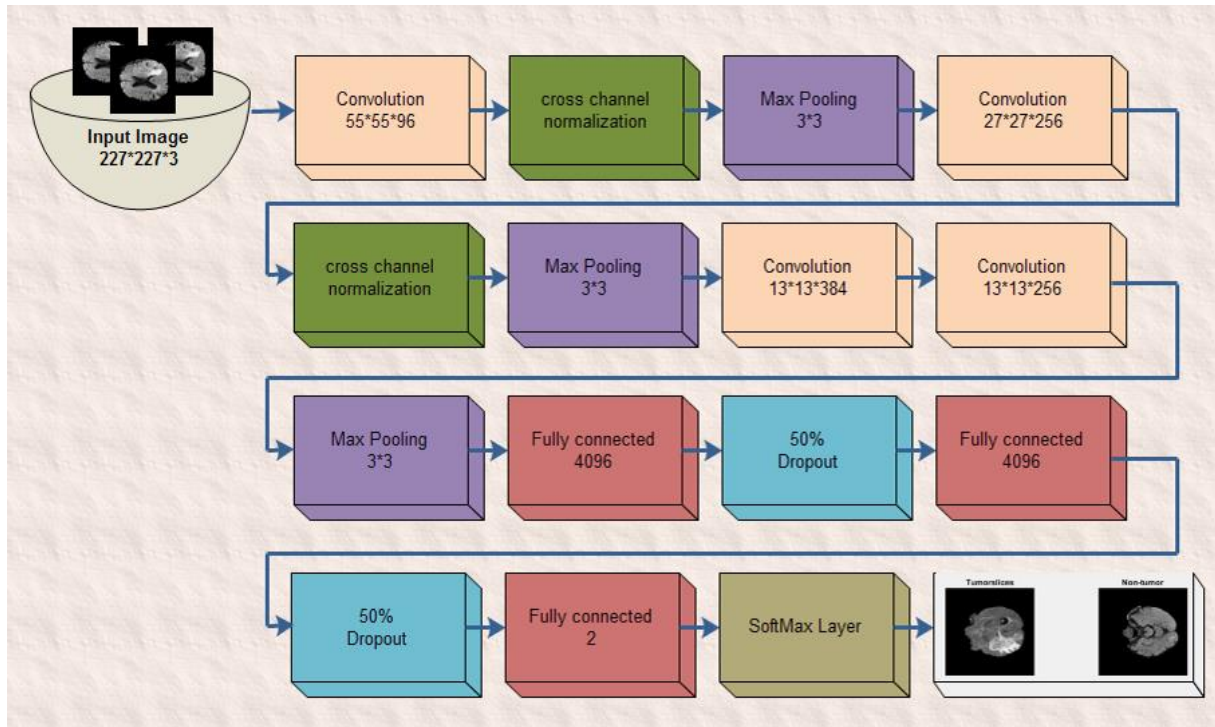 Input Image
227*227*3
Convolution
55*55*96
cross channel
normalization
Max Pooling
3*3
Convolution
27*27*256
cross channel
normalization
Max Pooling
3*3
Convolution
13*13*384
Convolution
13*13*256
Max Pooling
3*3
Fully connected
4096
50%
Dropout
Fully connected
4096
50%
Dropout
Fully connected
2
SoftMax Layer
Tumorslices
Non-tumor